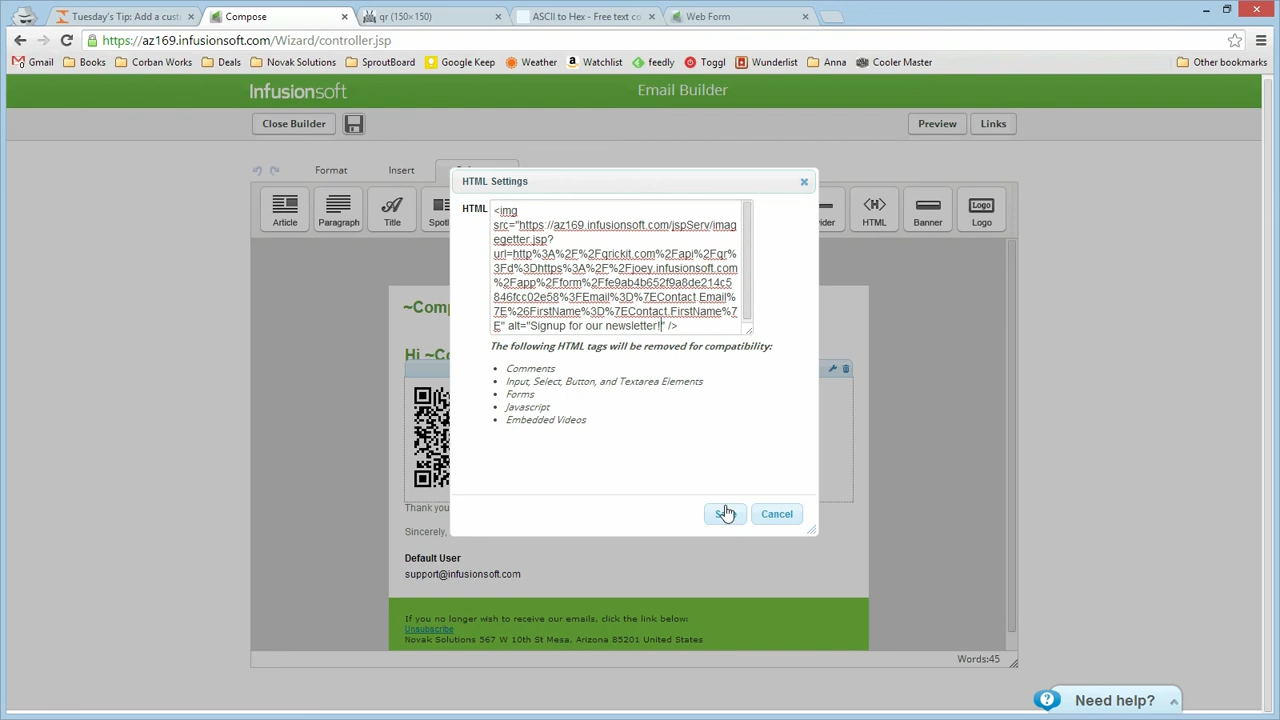 Tuesday's Tip: Add a cust
Compose
qr (150×150)
ASCII to Hex - Free text co
Web Form
https://az169.infusionsoft.com/Wizard/controller.jsp
Gmail Books Corban Works Deals Novak Solutions SproutBoard Google Keep Weather Watchlist feedly Toggl Wunderlist Anna Cooler Master Other bookmarks
Infusionsoft
Email Builder
Close Builder
Preview Links
Format Insert
Article Paragraph Title HTML Banner Logo
Logo
HTML Settings
HTML
<img
src="https://az169.infusionsoft.com/jspServ/imag
egetter.jsp?
url=http%3A%2F%2Fqrickit.com%2Fapi%2Fqr%
3Fd%3Dhttps%3A%2F%2Fjoey.infusionsoft.com
%2Fapp%2Fform%2Ffe9ab4b652f9a8de214c5
846fcc02e58%3FEmail%3D%7EContact.Email%
7E%26FirstName%3D%7EContact.FirstName%7
E" alt="Signup for our newsletter!" />
The following HTML tags will be removed for compatibility:
Comments
Input, Select, Button, and Textarea Elements
Forms
Javascript
Embedded Videos
Cancel
Hi
Thank you
Sincerely,
Default User
support@infusionsoft.com
If you no longer wish to receive our emails, click the link below:
Unsubscribe
Novak Solutions 567 W 10th St Mesa, Arizona 85201 United States
Words:45
Need help?